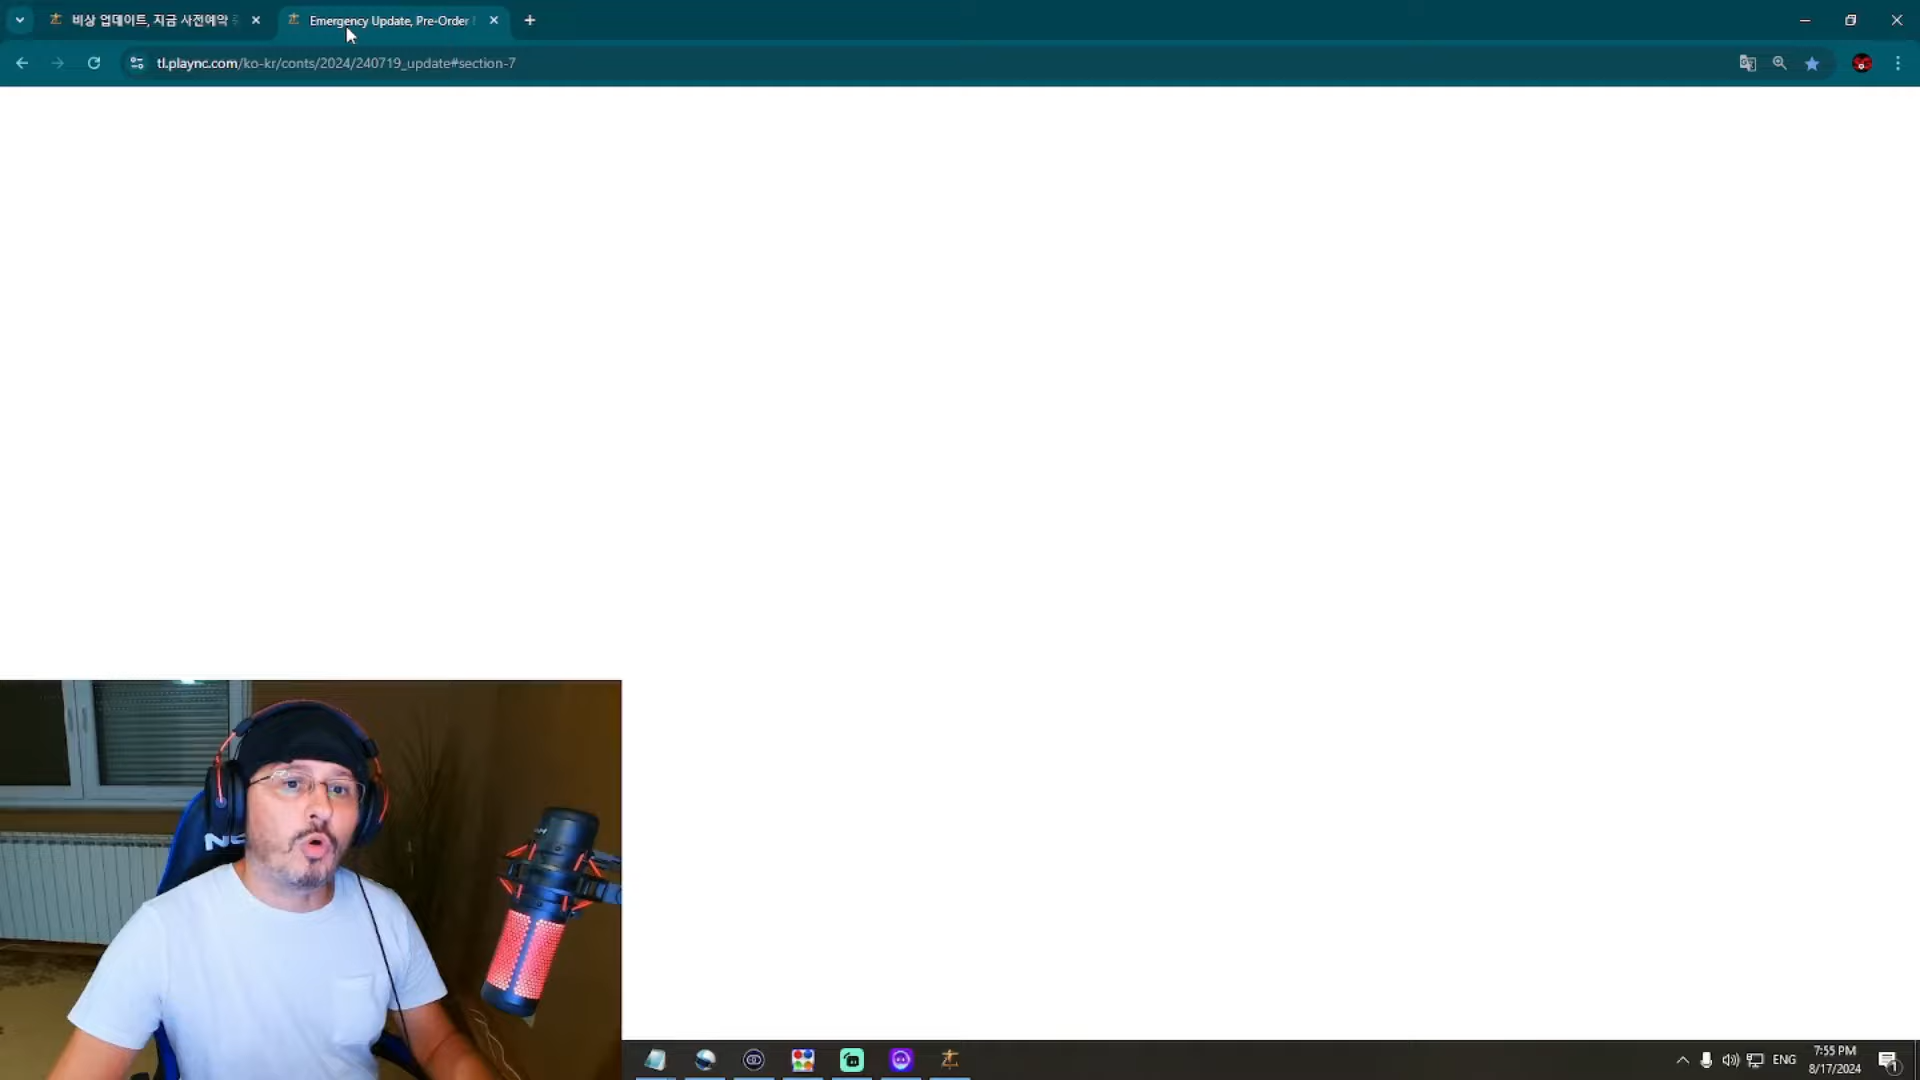 비상 업데이트, 지금 사전예약
Emergency Update, Pre-Order
tl.plaync.com/ko-kr/conts/2024/240719_update#section-7
ENG
7:55 PM
8/17/2024
1